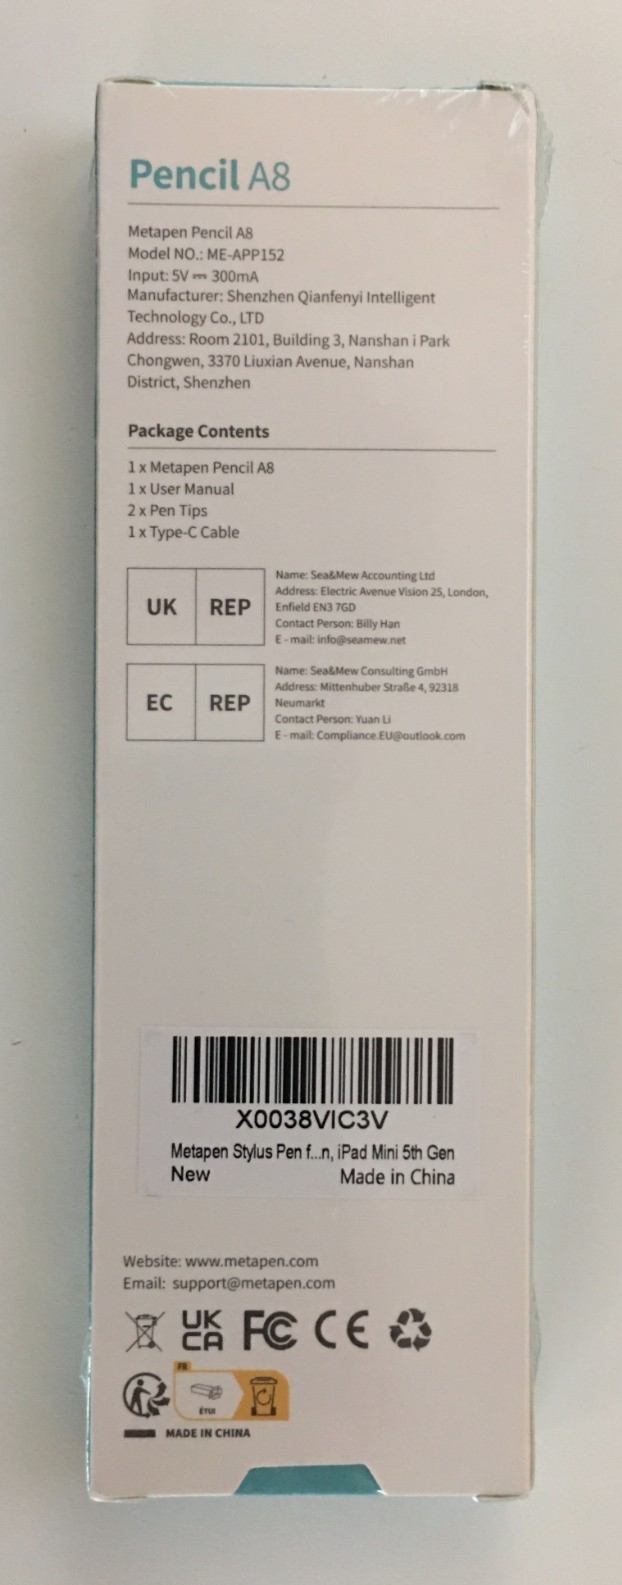 Pencil A8
Metapen Pencil A8
Model NO.: ME-APP152
Input: 5V ⎓ 300mA
Manufacturer: Shenzhen Qianfenyi Intelligent
Technology Co., LTD
Address: Room 2101, Building 3, Nanshan i Park
Chongwen, 3370 Liuxian Avenue, Nanshan
District, Shenzhen
Package Contents
1 x Metapen Pencil A8
1 x User Manual
2 x Pen Tips
1 x Type-C Cable
UK REP
Name: Sea&Mew Accounting Ltd
Address: Electric Avenue Vision 25, London,
Enfield EN3 7GD
Contact Person: Billy Han
E-mail: info@seamew.net
EC REP
Name: Sea&Mew Consulting GmbH
Address: Mittenhuber Straße 4, 92318
Neumarkt
Contact Person: Yuan Li
E-mail: Compliance.EU@outlook.com
X0038VIC3V
Metapen Stylus Pen f...n, iPad Mini 5th Gen
New Made in China
Website: www.metapen.com
Email: support@metapen.com
UK
CA FC CE
FR
ÉTUI
MADE IN CHINA